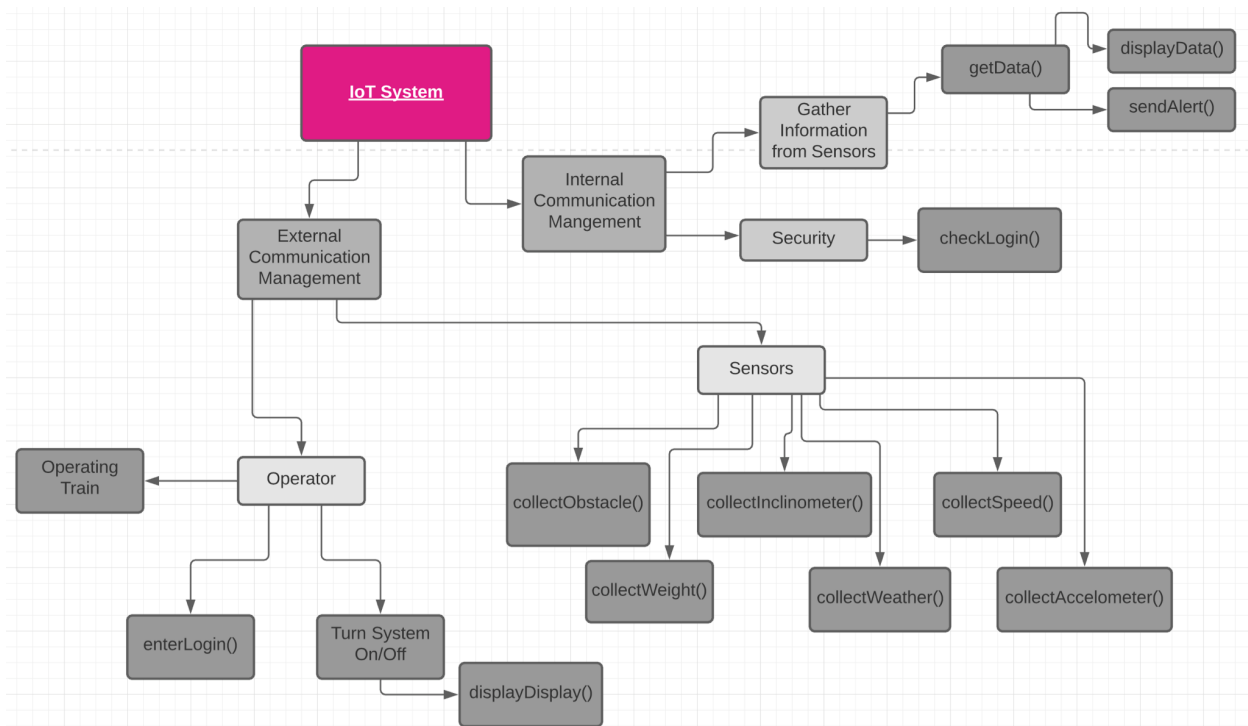 IoT System
getData()
displayData()
sendAlert()
Gather
Information
from Sensors
Internal
Communication
Mangement
Security
checkLogin()
External
Communication
Management
Sensors
Operating
Train
Operator
collectObstacle()
collectInclinometer()
collectSpeed()
collectWeight()
collectWeather()
collectAccelometer()
enterLogin()
Turn System
On/Off
displayDisplay()